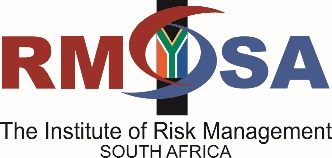 RM SA
The Institute of Risk Management
SOUTH AFRICA